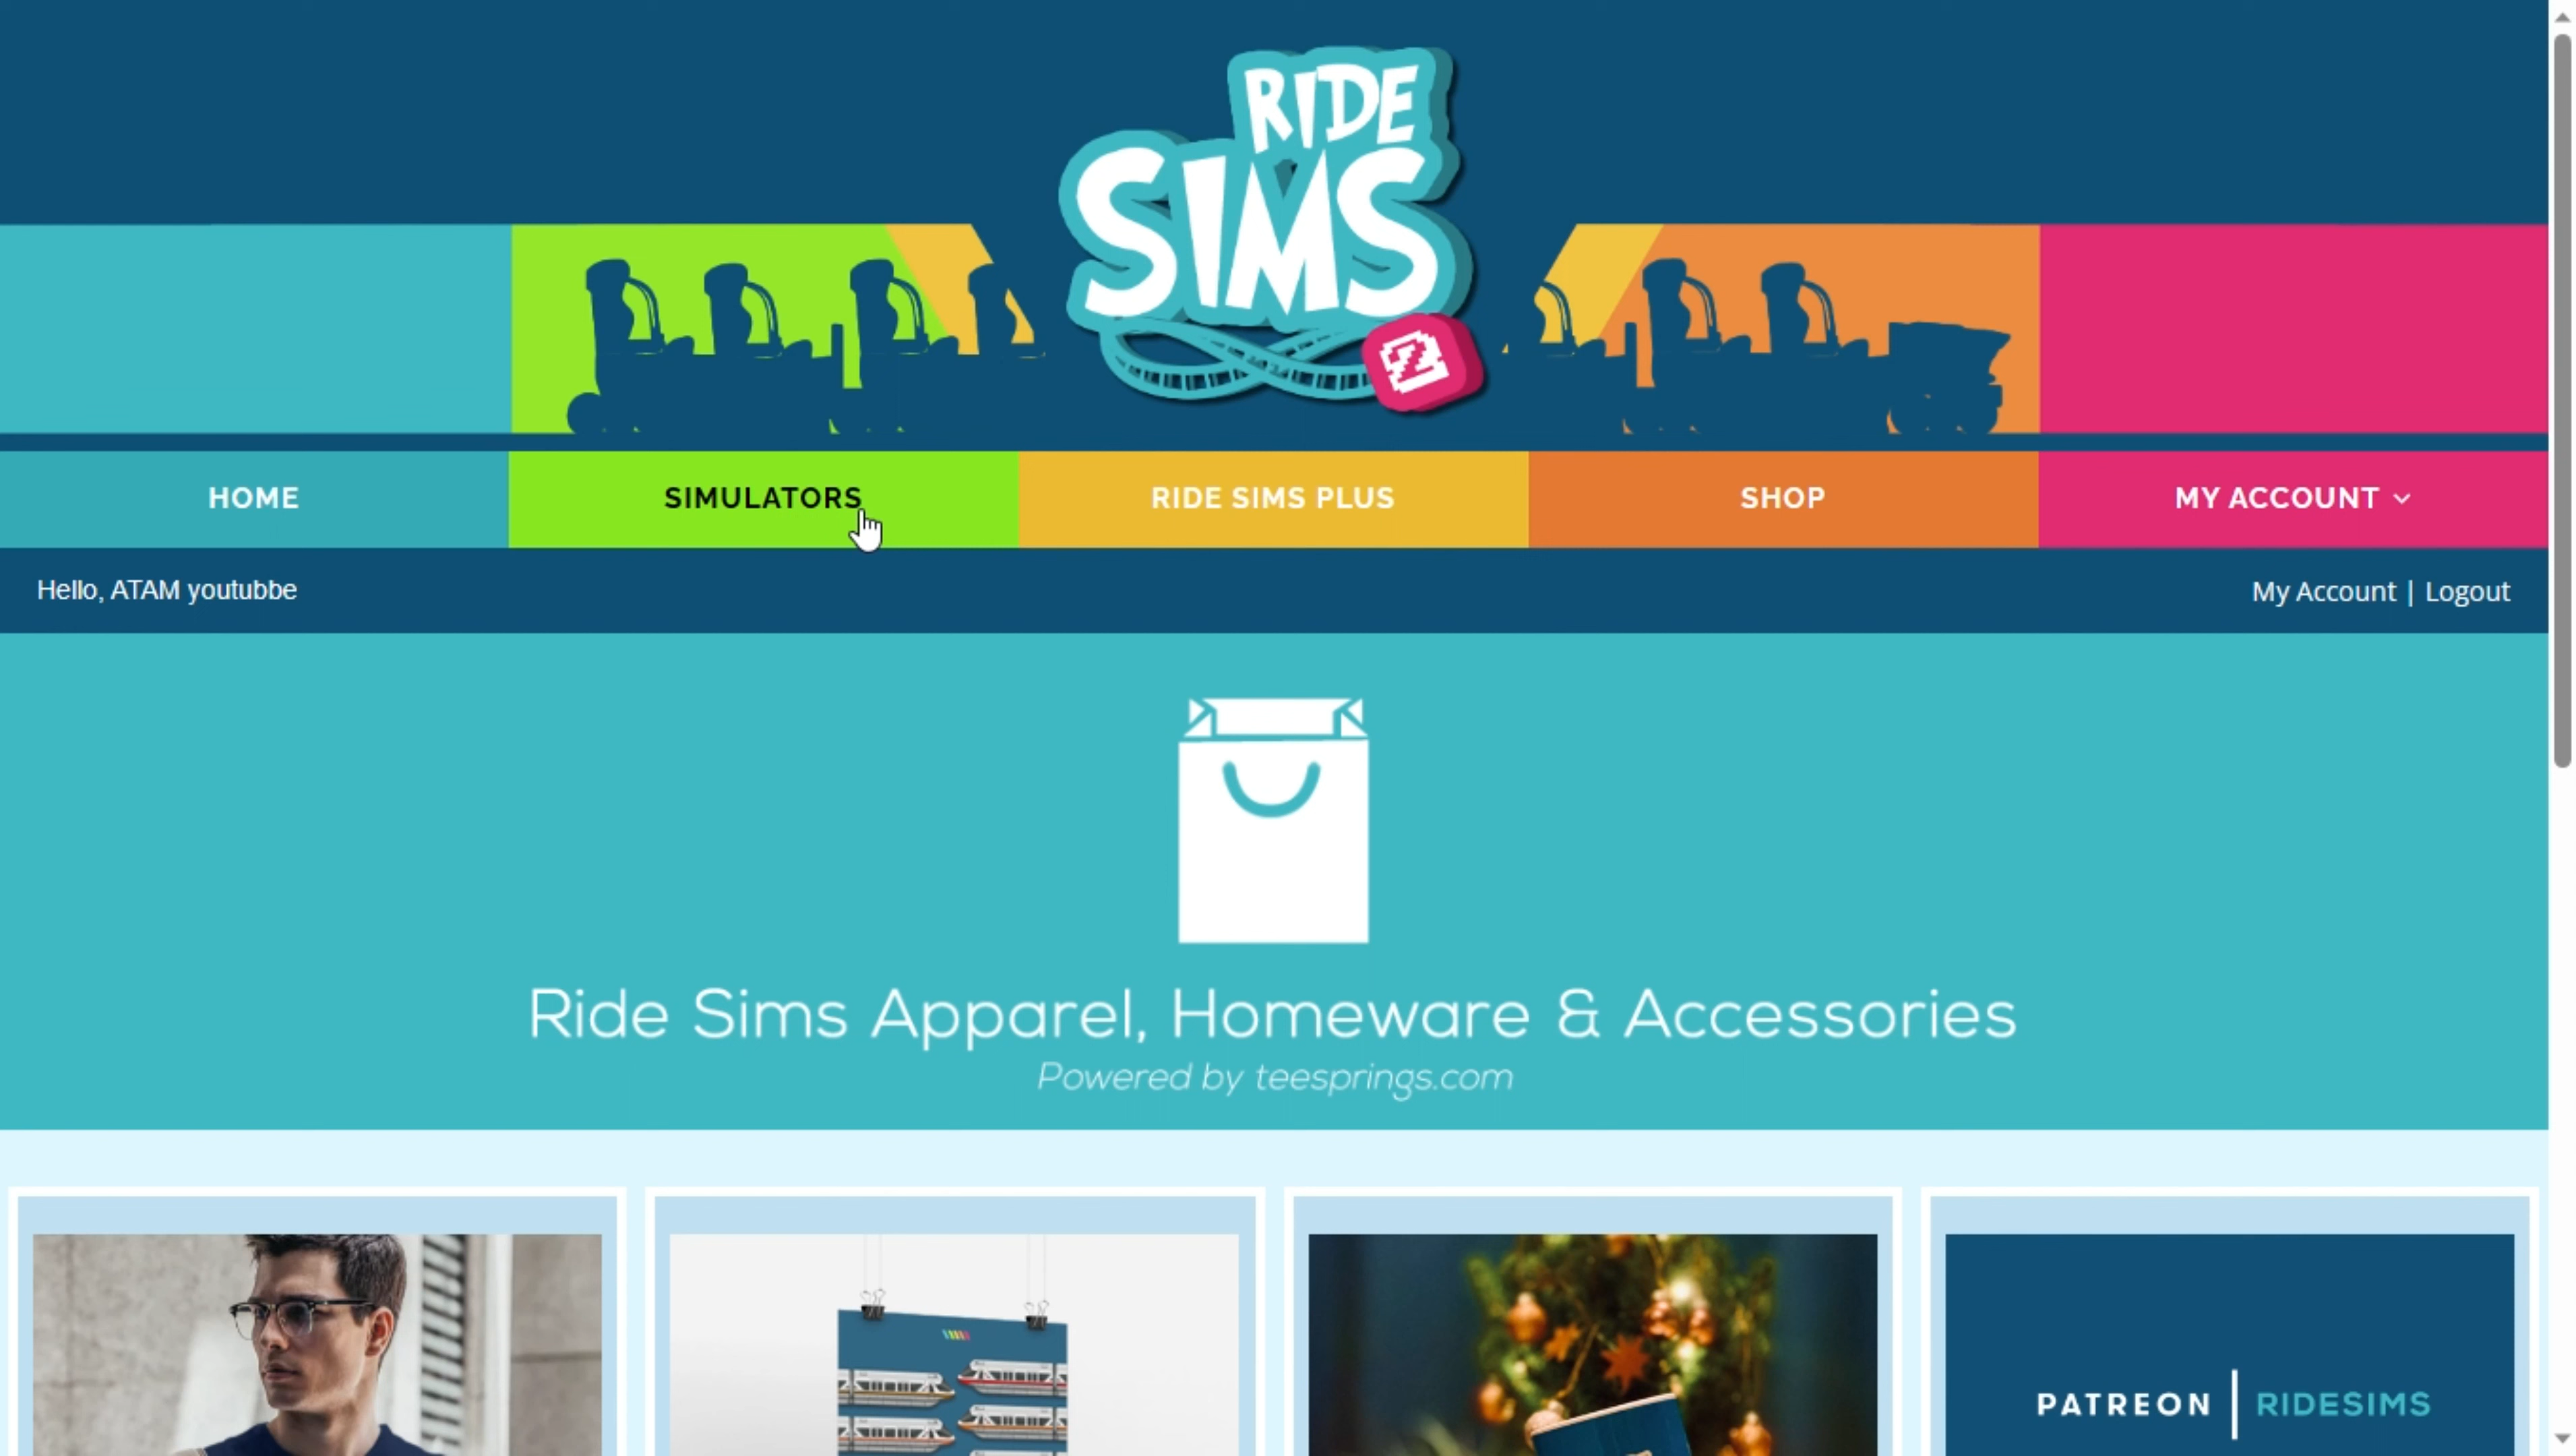 RIDE
SIMS
2
HOME
SIMULATORS
RIDE SIMS PLUS
SHOP
MY ACCOUNT
Hello, ATAM youtubbe
My Account | Logout
Ride Sims Apparel, Homeware & Accessories
Powered by teesprings.com
PATREON | RIDESIMS